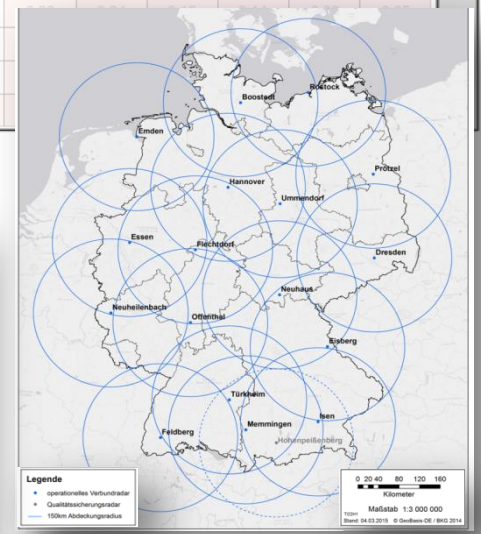 Boostedt
Rostock
Emden
Prötzel
Hannover
Ummendorf
Essen
Flechtdorf
Dresden
Neuhaus
Neuheilenbach
Offenthal
Eisberg
Türkheim
Isen
Memmingen
Feldberg
Hohenpeißenberg
Legende
operationelles Verbundradar
Qualitätssicherungsradar
150km Abdeckungsradius
0 20 40 80 120 160
Kilometer
Maßstab 1:3 000 000
Stand: 04.03.2015 © GeoBasis-DE / BKG 2014